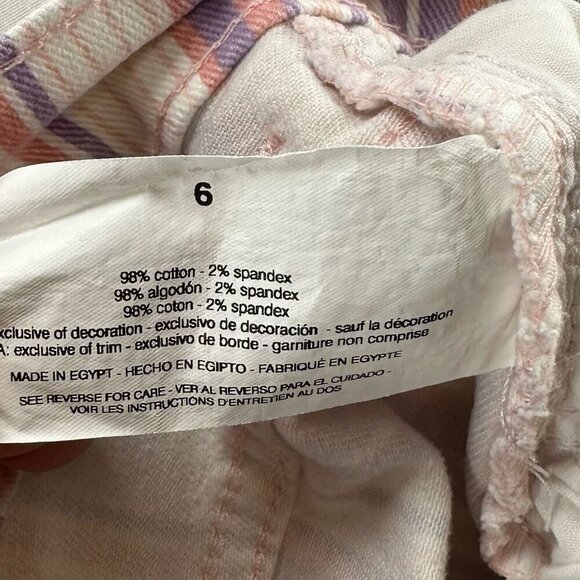 6
98% cotton - 2% spandex
98% algodón - 2% spandex
98% coton - 2% spandex
exclusive of decoration - exclusivo de decoración - sauf la décoration
A: exclusive of trim - exclusivo de borde - garniture non comprise
MADE IN EGYPT - HECHO EN EGIPTO - FABRIQUÉ EN EGYPTE
SEE REVERSE FOR CARE - VER AL REVERSO PARA EL CUIDADO -
VOIR LES INSTRUCTIONS D'ENTRETIEN AU DOS